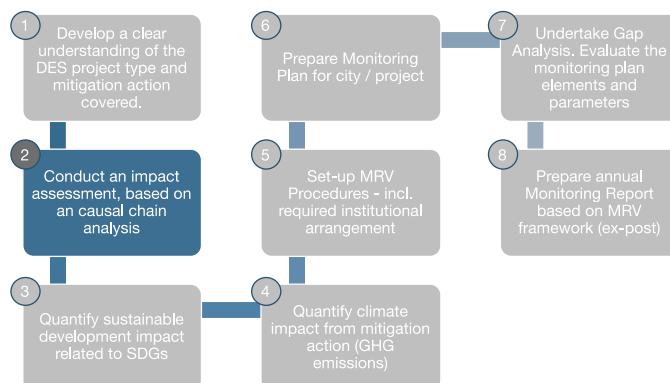 1
Develop a clear
understanding of the
DES project type and
mitigation action
covered.
2
Conduct an impact
assessment, based on
an causal chain
analysis
3
Quantify sustainable
development impact
related to SDGs
4
Quantify climate
impact from mitigation
action (GHG
emissions)
5
Set-up MRV
Procedures - incl.
required institutional
arrangement
6
Prepare Monitoring
Plan for city / project
7
Undertake Gap
Analysis. Evaluate the
monitoring plan
elements and
parameters
8
Prepare annual
Monitoring Report
based on MRV
framework (ex-post)